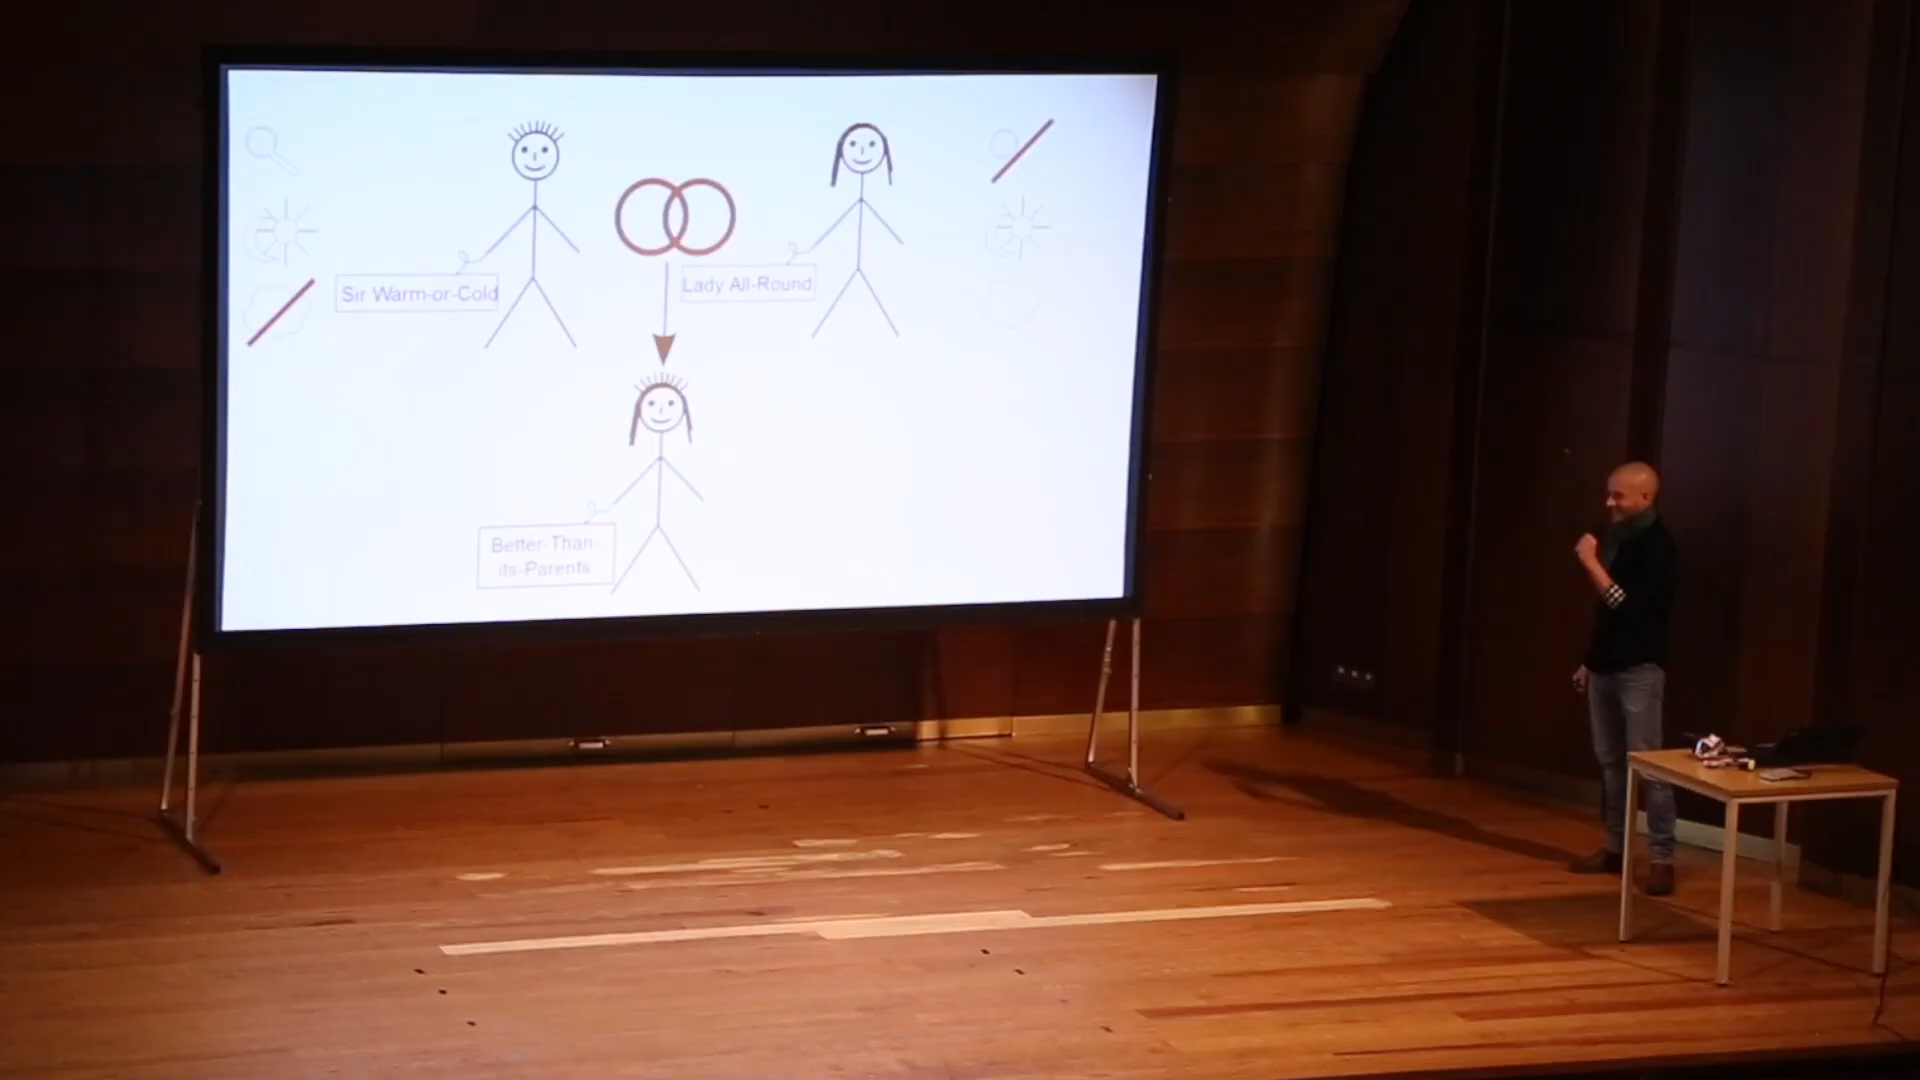 Sir Warm-or-Cold
Lady All-Round
Better-Than-
its-Parents